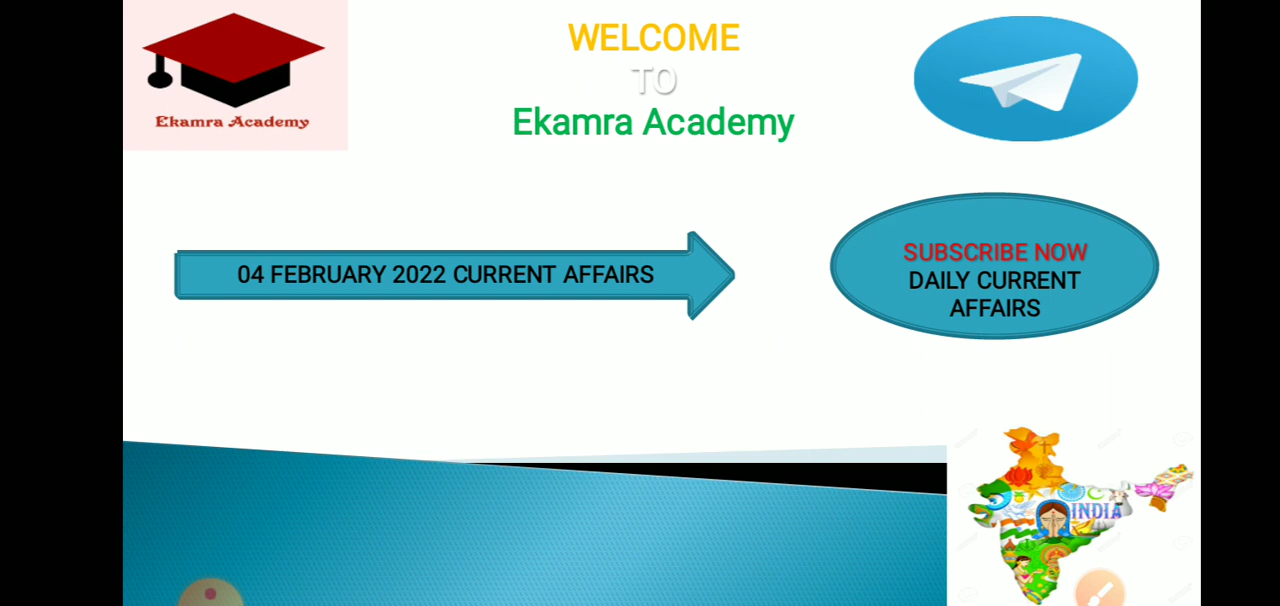 Ekamra Academy
WELCOME
TO
Ekamra Academy
04 FEBRUARY 2022 CURRENT AFFAIRS
SUBSCRIBE NOW
DAILY CURRENT
AFFAIRS
INDIA